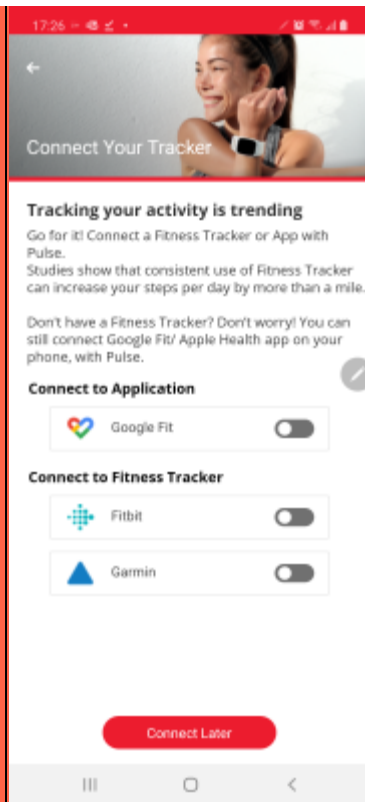 17:26
Connect Your Tracker
Tracking your activity is trending
Go for it! Connect a Fitness Tracker or App with
Pulse.
Studies show that consistent use of Fitness Tracker
can increase your steps per day by more than a mile.
Don't have a Fitness Tracker? Don't worry! You can
still connect Google Fit/ Apple Health app on your
phone, with Pulse.
Connect to Application
Google Fit
Connect to Fitness Tracker
Fitbit
Garmin
Connect Later